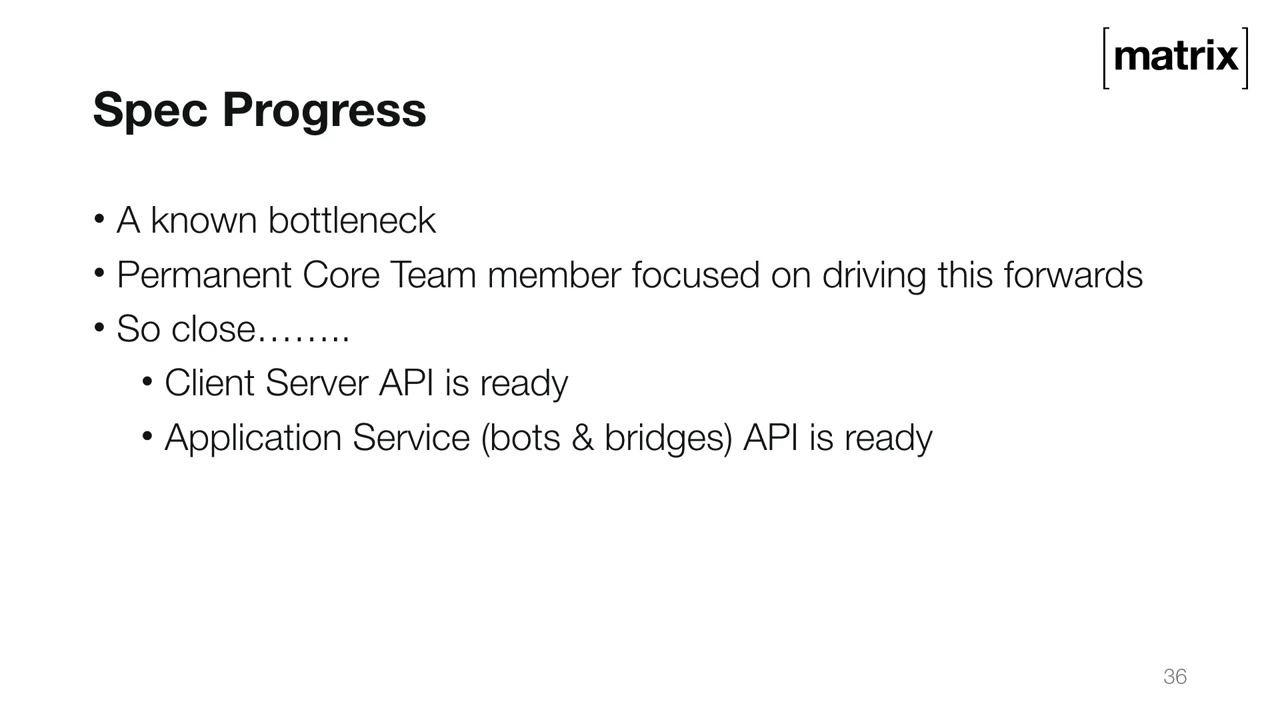 [matrix]
Spec Progress
• A known bottleneck
• Permanent Core Team member focused on driving this forwards
• So close……..
• Client Server API is ready
• Application Service (bots & bridges) API is ready
36